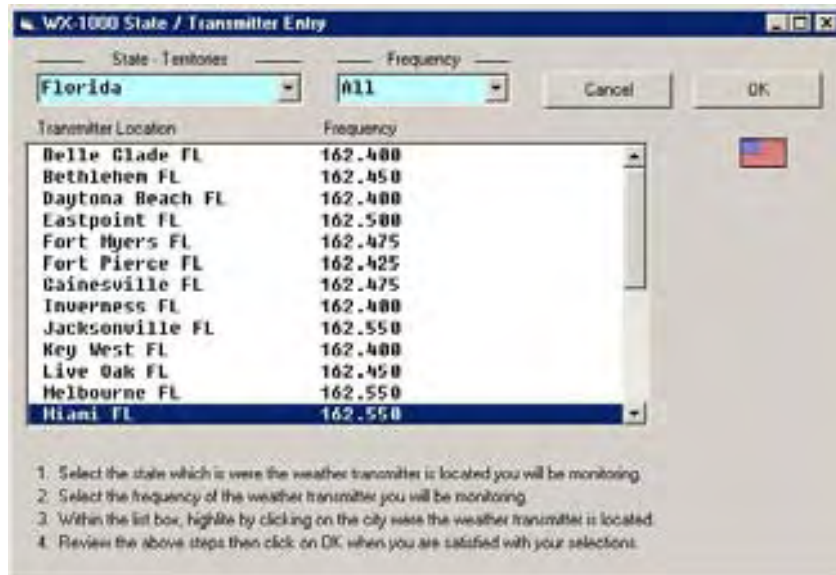 WX-1000 State / Transmitter Entry
State - Territories
Frequency
Florida
All
Cancel
OK
Transmitter Location Frequency
Belle Glade FL 162.400
Bethlehem FL 162.450
Daytona Beach FL 162.400
Eastpoint FL 162.500
Fort Myers FL 162.475
Fort Pierce FL 162.425
Gainesville FL 162.475
Inverness FL 162.400
Jacksonville FL 162.550
Key West FL 162.400
Live Oak FL 162.450
Melbourne FL 162.550
Miami FL 162.550
1. Select the state which is were the weather transmitter is located you will be monitoring.
2. Select the frequency of the weather transmitter you will be monitoring.
3. Within the list box, highlite by clicking on the city were the weather transmitter is located.
4. Review the above steps then click on OK when you are satisfied with your selections.